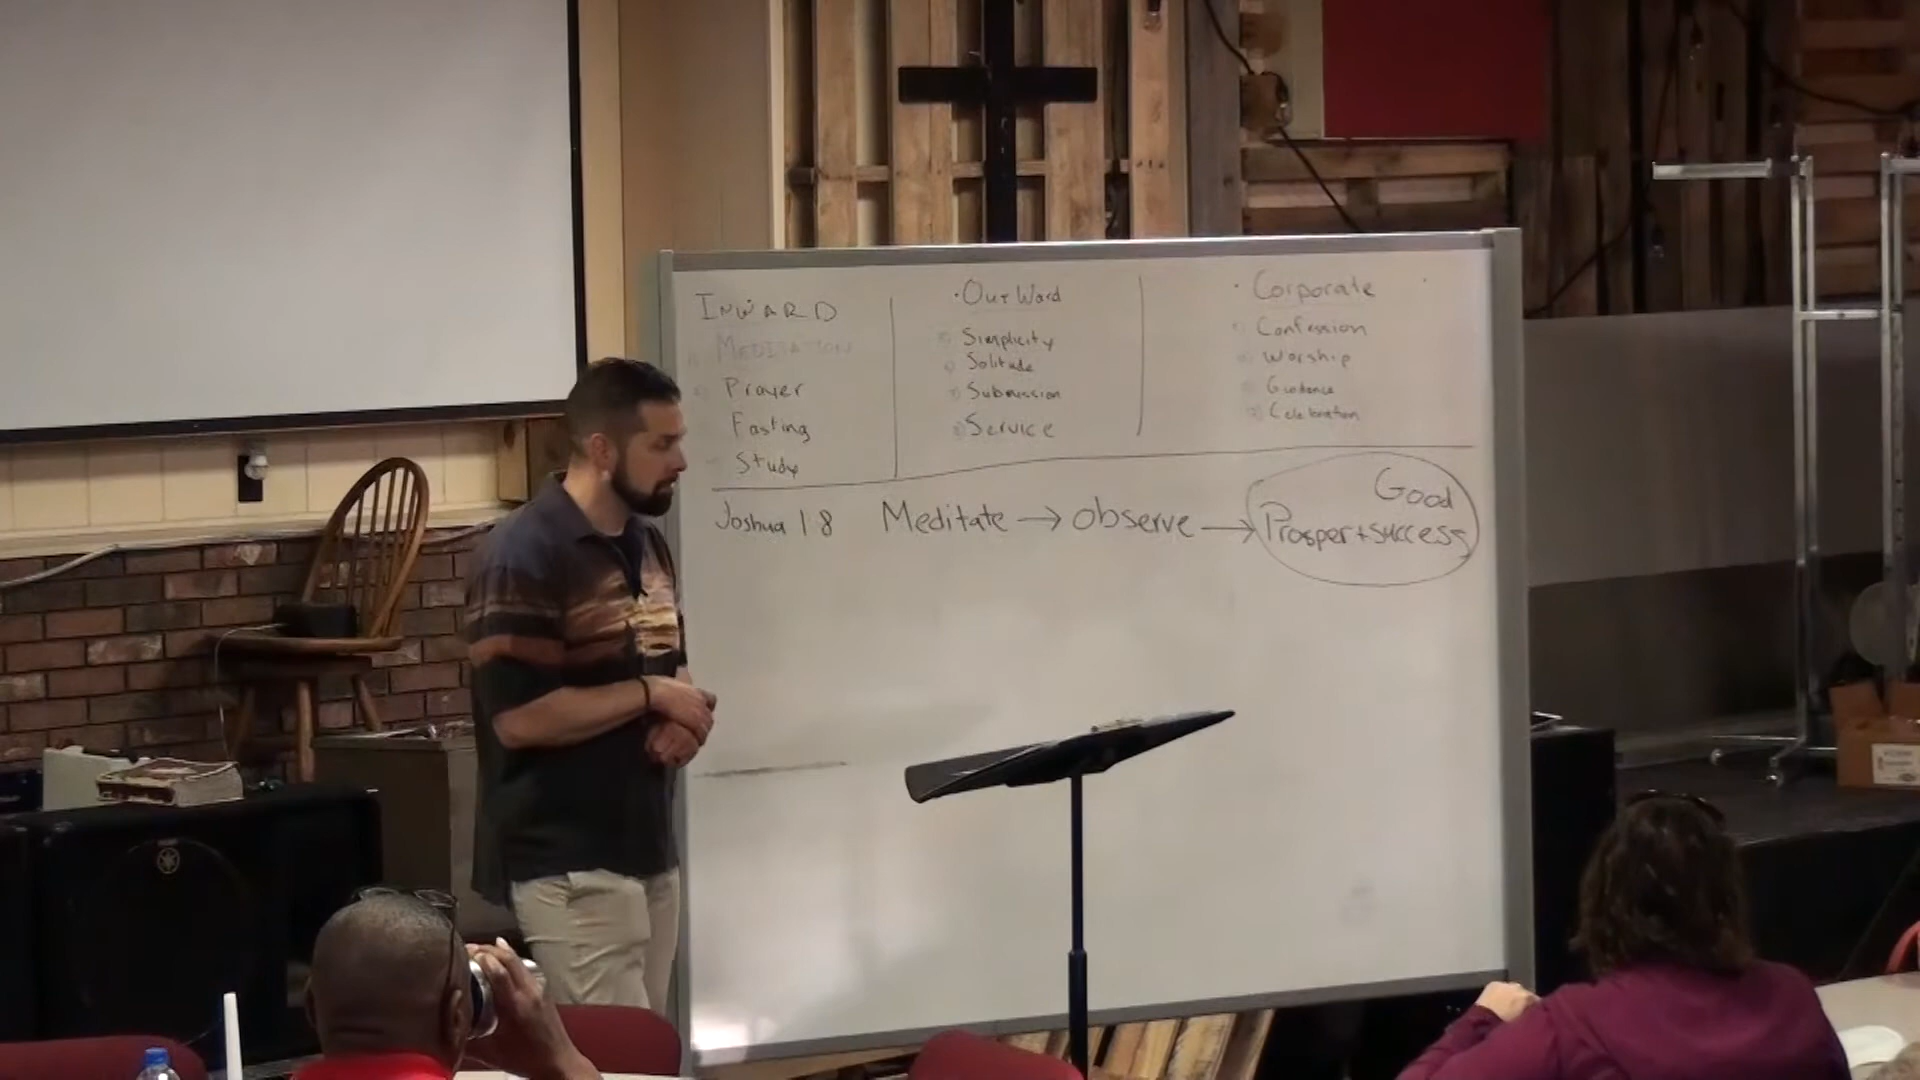 INWARD
MEDITATION
Prayer
Fasting
Study
·OutWard
Simplicity
Solitude
Submission
Service
· Corporate
Confession
Worship
Guidance
Celebration
Joshua 1 8 Meditate → observe → Good
Prosper + success